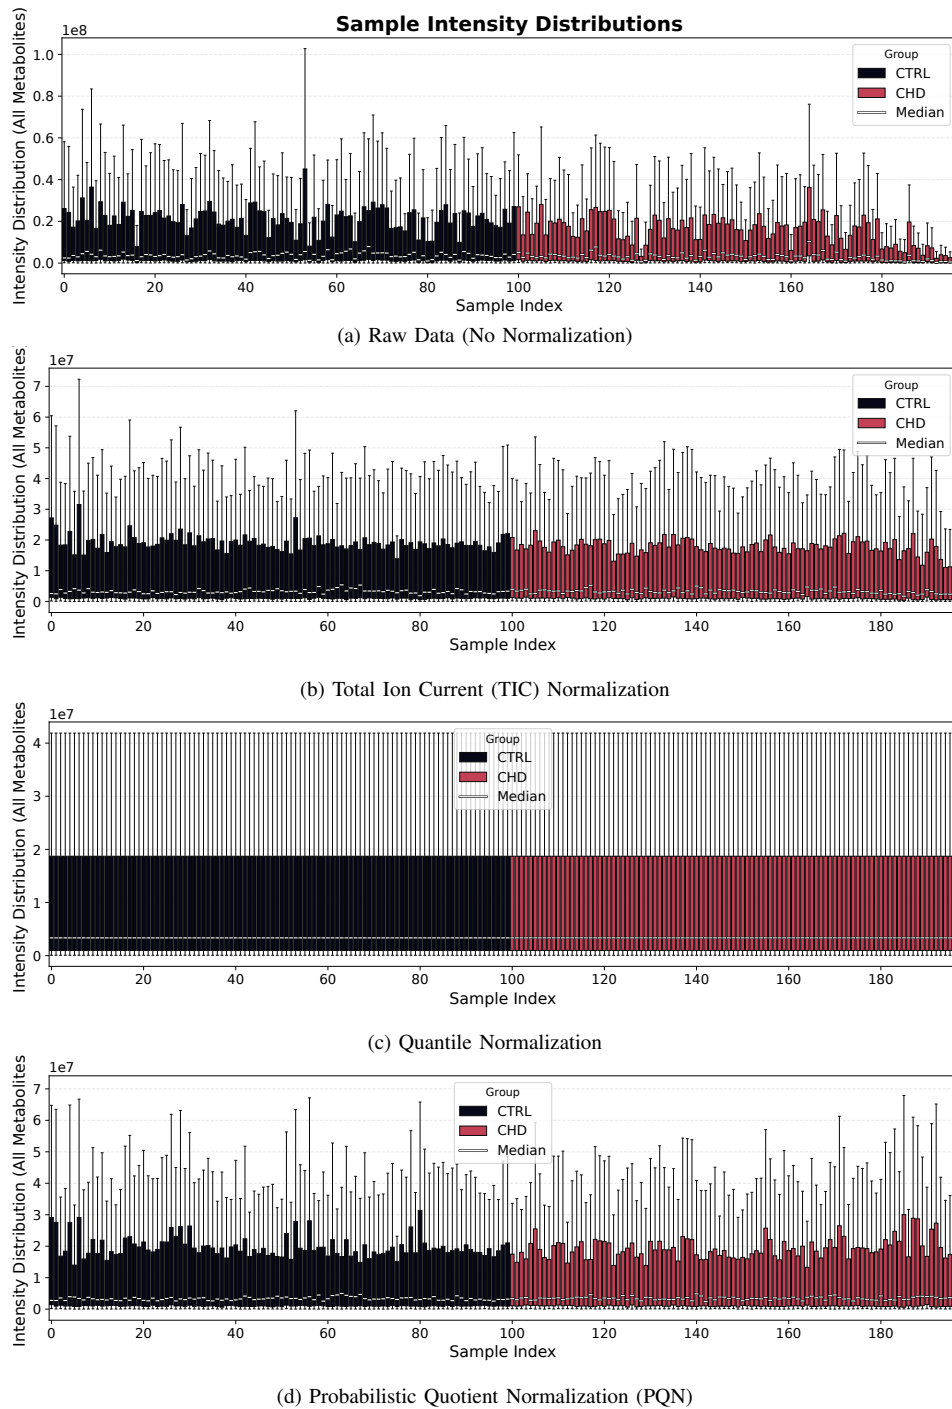 Sample Intensity Distributions
1e8
Intensity Distribution (All Metabolites)
1.0
0.8
0.6
0.4
0.2
0.0
Group
CTRL
CHD
Median
0 20 40 60 80 100 120 140 160 180
Sample Index
(a) Raw Data (No Normalization)
1e7
Intensity Distribution (All Metabolites)
7
6
5
4
3
2
1
0
Group
CTRL
CHD
Median
0 20 40 60 80 100 120 140 160 180
Sample Index
(b) Total Ion Current (TIC) Normalization
1e7
Intensity Distribution (All Metabolites
4
3
2
1
0
Group
CTRL
CHD
Median
0 20 40 60 80 100 120 140 160 180
Sample Index
(c) Quantile Normalization
1e7
Intensity Distribution (All Metabolites
7
6
5
4
3
2
1
0
Group
CTRL
CHD
Median
0 20 40 60 80 100 120 140 160 180
Sample Index
(d) Probabilistic Quotient Normalization (PQN)